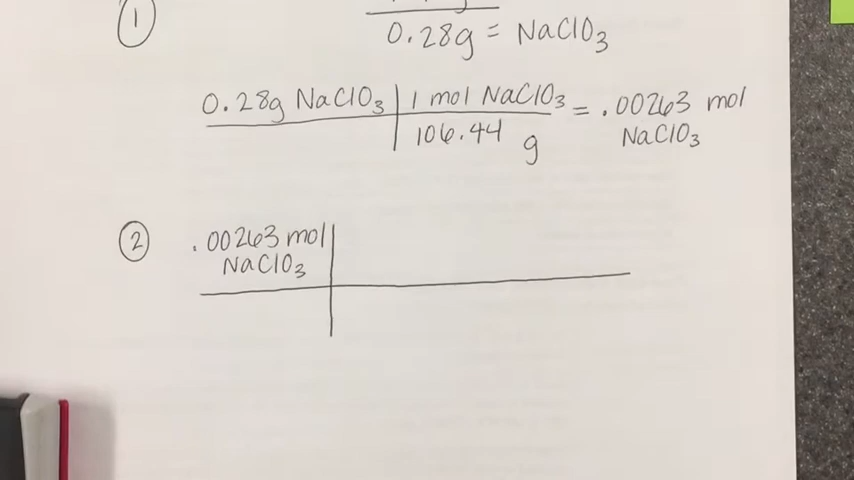 1
0.28g = NaClO3
0.28g NaClO3 | 1 mol NaClO3 = .00263 mol
106.44 g NaClO3
2 .00263 mol
NaClO3